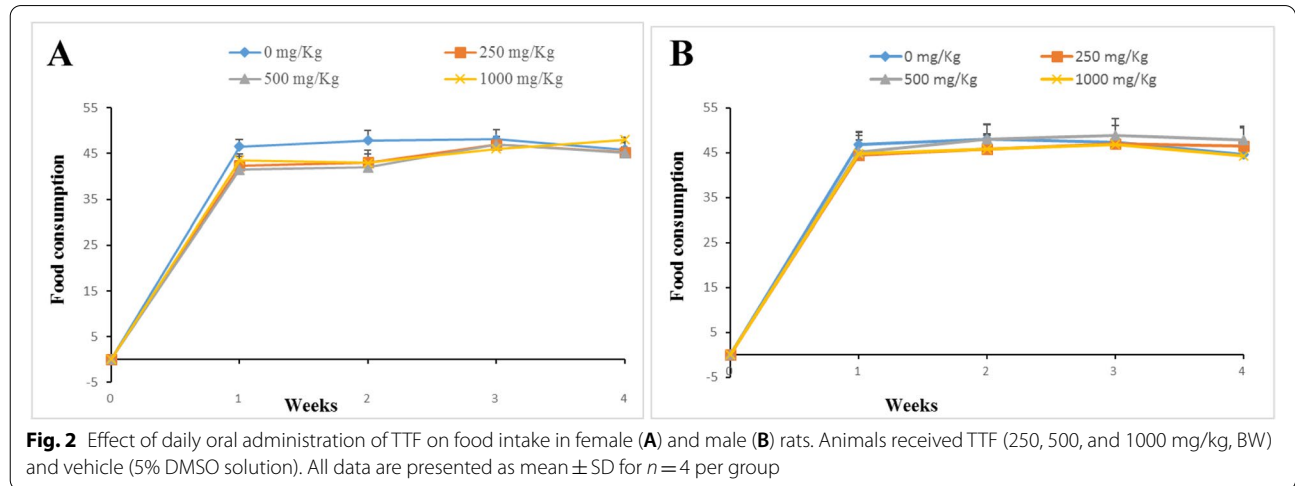 A
0 mg/Kg 250 mg/Kg
500 mg/Kg 1000 mg/Kg
55
45
35
25
15
5
-5
Food consumption
0 1 2 3 4
Weeks
B
0 mg/Kg 250 mg/Kg
500 mg/Kg 1000 mg/Kg
55
45
35
25
15
5
-5
Food consumption
0 1 2 3 4
Weeks
Fig. 2 Effect of daily oral administration of TTF on food intake in female (A) and male (B) rats. Animals received TTF (250, 500, and 1000 mg/kg, BW)
and vehicle (5% DMSO solution). All data are presented as mean ± SD for n = 4 per group